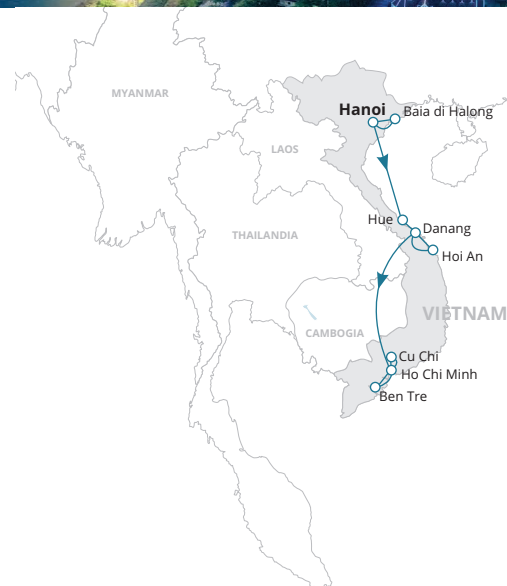 MYANMAR
Hanoi
Baia di Halong
LAOS
Hue
Danang
THAILANDIA
Hoi An
VIETNAM
CAMBOGIA
Cu Chi
Ho Chi Minh
Ben Tre